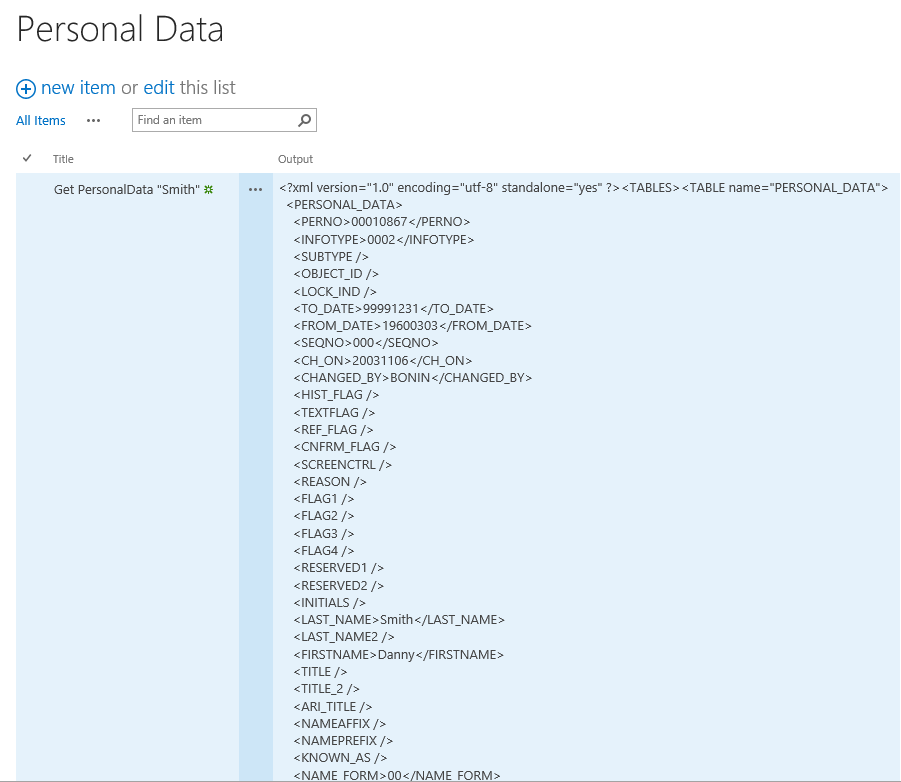 Personal Data
new item or edit this list
All Items ••• Find an item
Title Output
Get PersonalData "Smith" ••• <?xml version="1.0" encoding="utf-8" standalone="yes" ?><TABLES><TABLE name="PERSONAL_DATA">
<PERSONAL_DATA>
<PERNO>00010867</PERNO>
<INFOTYPE>0002</INFOTYPE>
<SUBTYPE />
<OBJECT_ID />
<LOCK_IND />
<TO_DATE>99991231</TO_DATE>
<FROM_DATE>19600303</FROM_DATE>
<SEQNO>000</SEQNO>
<CH_ON>20031106</CH_ON>
<CHANGED_BY>BONIN</CHANGED_BY>
<HIST_FLAG />
<TEXTFLAG />
<REF_FLAG />
<CNFRM_FLAG />
<SCREENCTRL />
<REASON />
<FLAG1 />
<FLAG2 />
<FLAG3 />
<FLAG4 />
<RESERVED1 />
<RESERVED2 />
<INITIALS />
<LAST_NAME>Smith</LAST_NAME>
<LAST_NAME2 />
<FIRSTNAME>Danny</FIRSTNAME>
<TITLE />
<TITLE_2 />
<ARI_TITLE />
<NAMEAFFIX />
<NAMEPREFIX />
<KNOWN_AS />
<NAME_FORM>00</NAME_FORM>